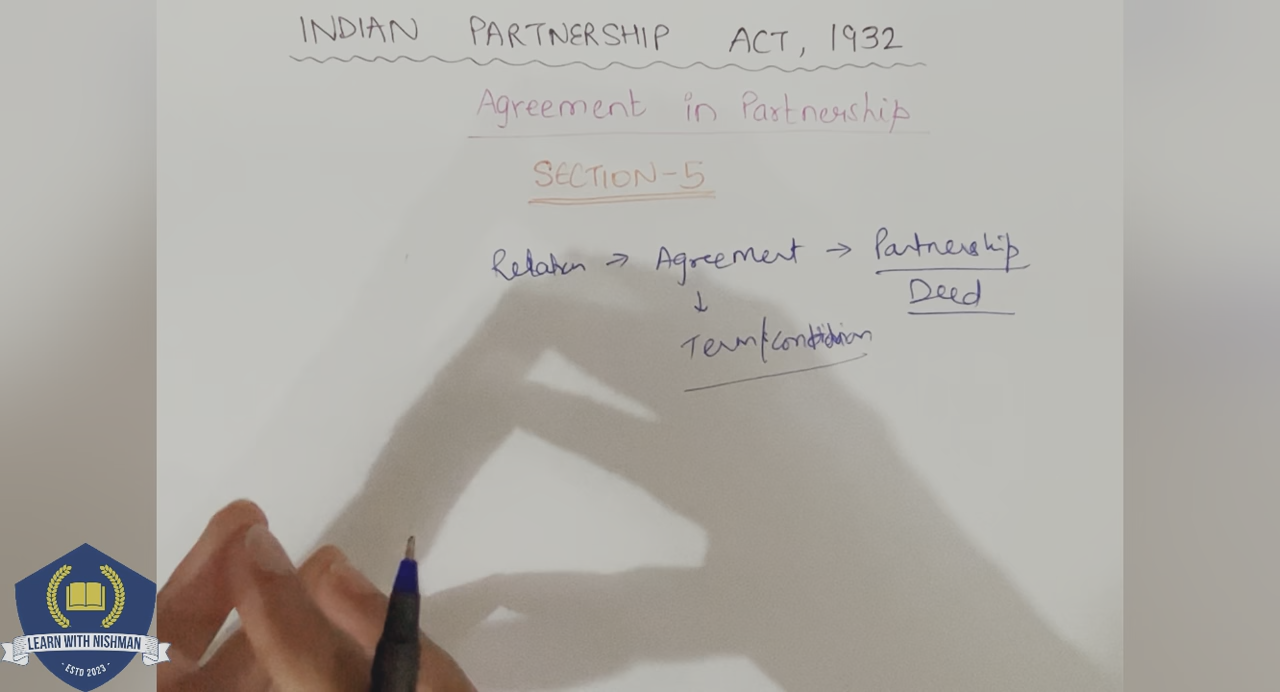 INDIAN PARTNERSHIP ACT, 1932
Agreement in Partnership
SECTION-5
Relation → Agreement → Partnership
Deed
↓
Term/condition
LEARN WITH NISHMAN
- ESTD 2023 -